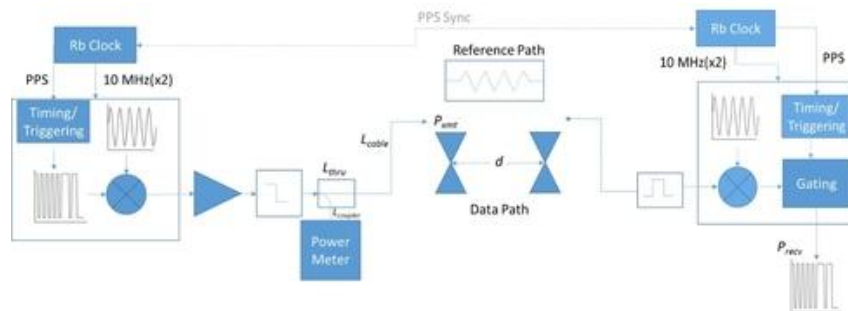 PPS Sync
Rb Clock
Rb Clock
Reference Path
PPS
10 MHz(x2)
10 MHz(x2)
PPS
Timing/
Triggering
Timing/
Triggering
P_xmt
L_cable
d
L_thru
L_coupler
Gating
Data Path
Power
Meter
P_recv